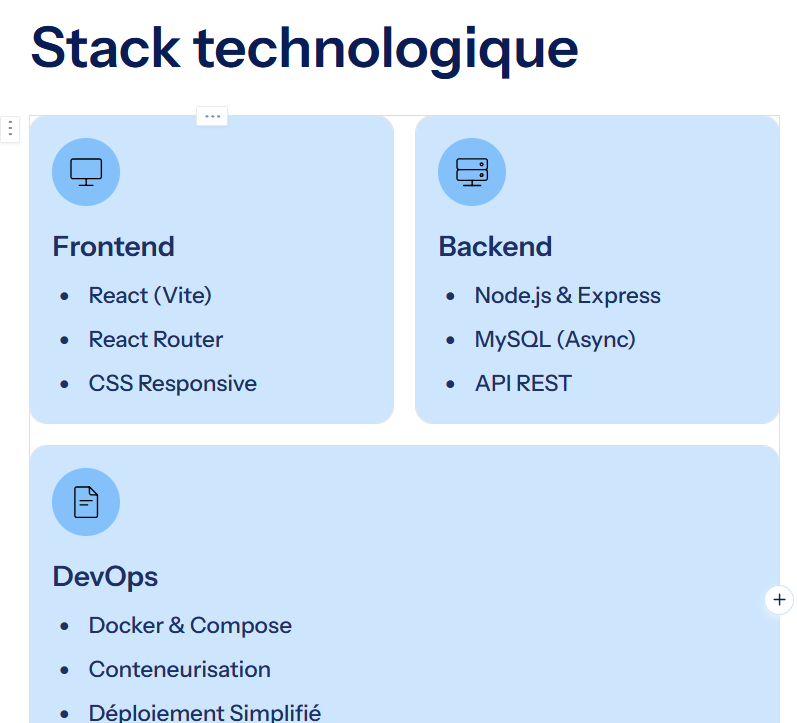 Stack technologique
Frontend
React (Vite)
React Router
CSS Responsive
Backend
Node.js & Express
MySQL (Async)
API REST
DevOps
Docker & Compose
Conteneurisation
Déploiement Simplifié